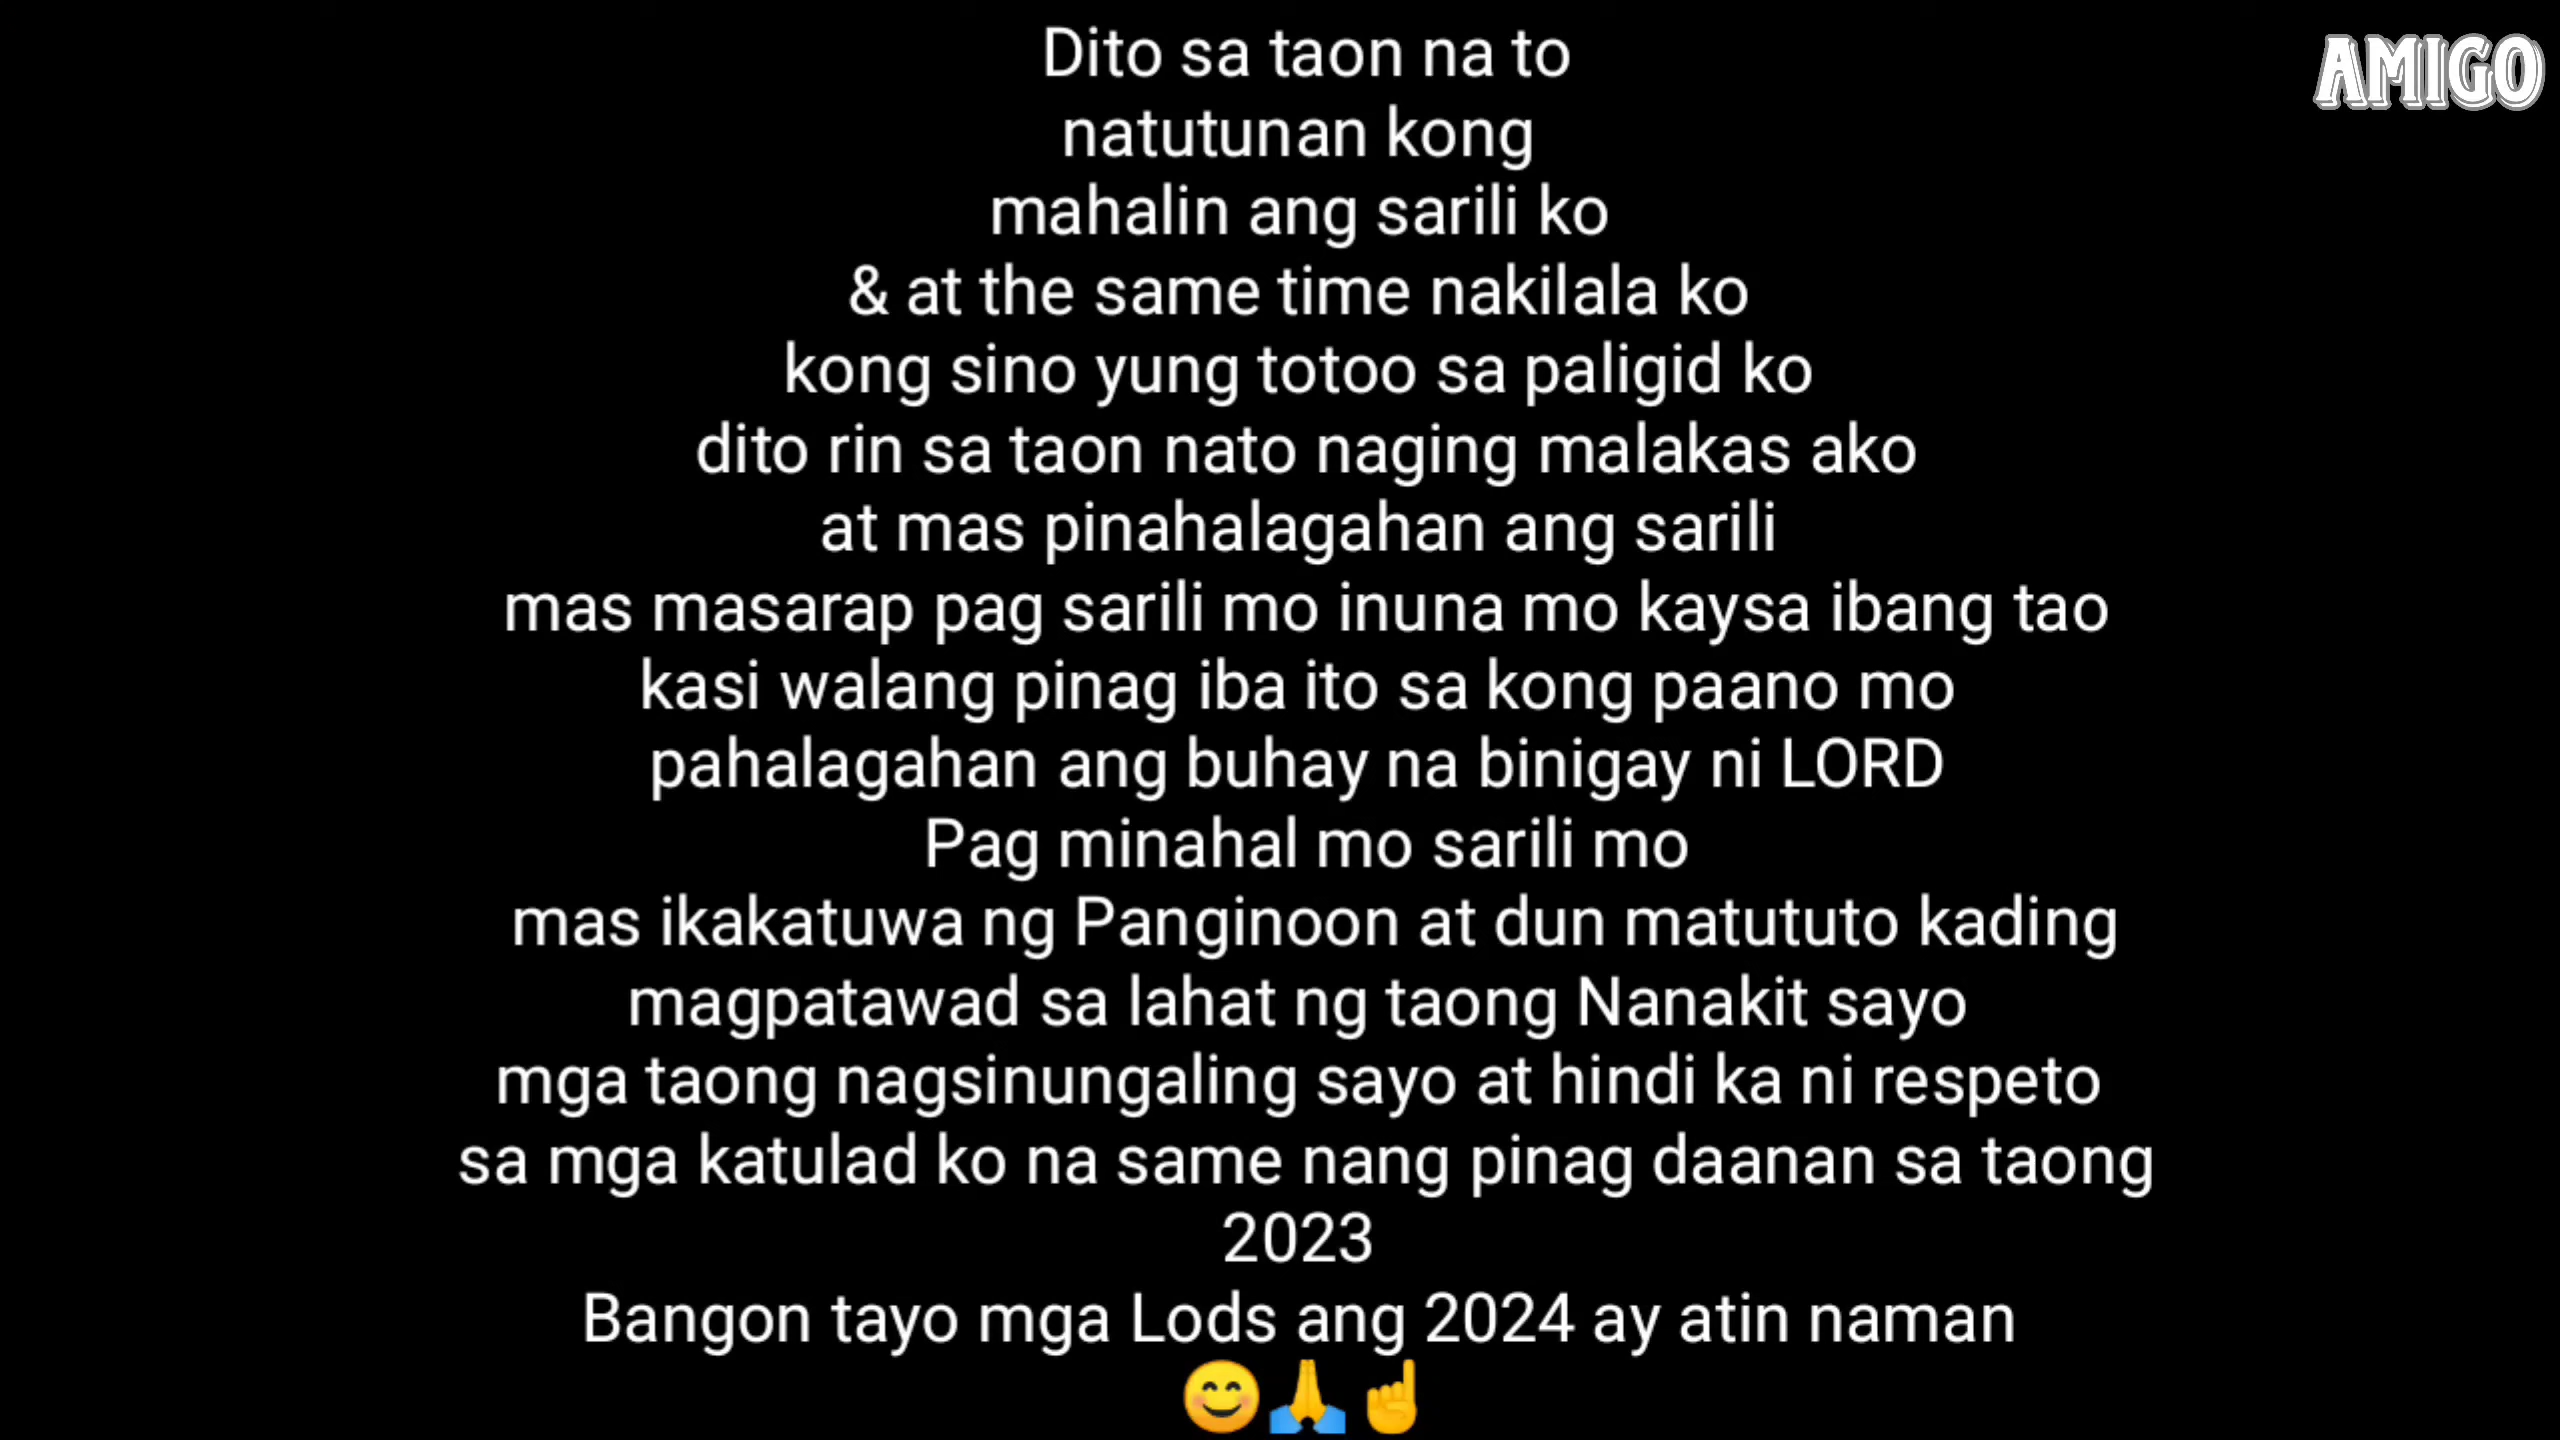 Dito sa taon na to
AMIGO
natutunan kong
mahalin ang sarili ko
& at the same time nakilala ko
kong sino yung totoo sa paligid ko
dito rin sa taon nato naging malakas ako
at mas pinahalagahan ang sarili
mas masarap pag sarili mo inuna mo kaysa ibang tao
kasi walang pinag iba ito sa kong paano mo
pahalagahan ang buhay na binigay ni LORD
Pag minahal mo sarili mo
mas ikakatuwa ng Panginoon at dun matututo kading
magpatawad sa lahat ng taong Nanakit sayo
mga taong nagsinungaling sayo at hindi ka ni respeto
sa mga katulad ko na same nang pinag daanan sa taong
2023
Bangon tayo mga Lods ang 2024 ay atin naman
😊🙏☝️